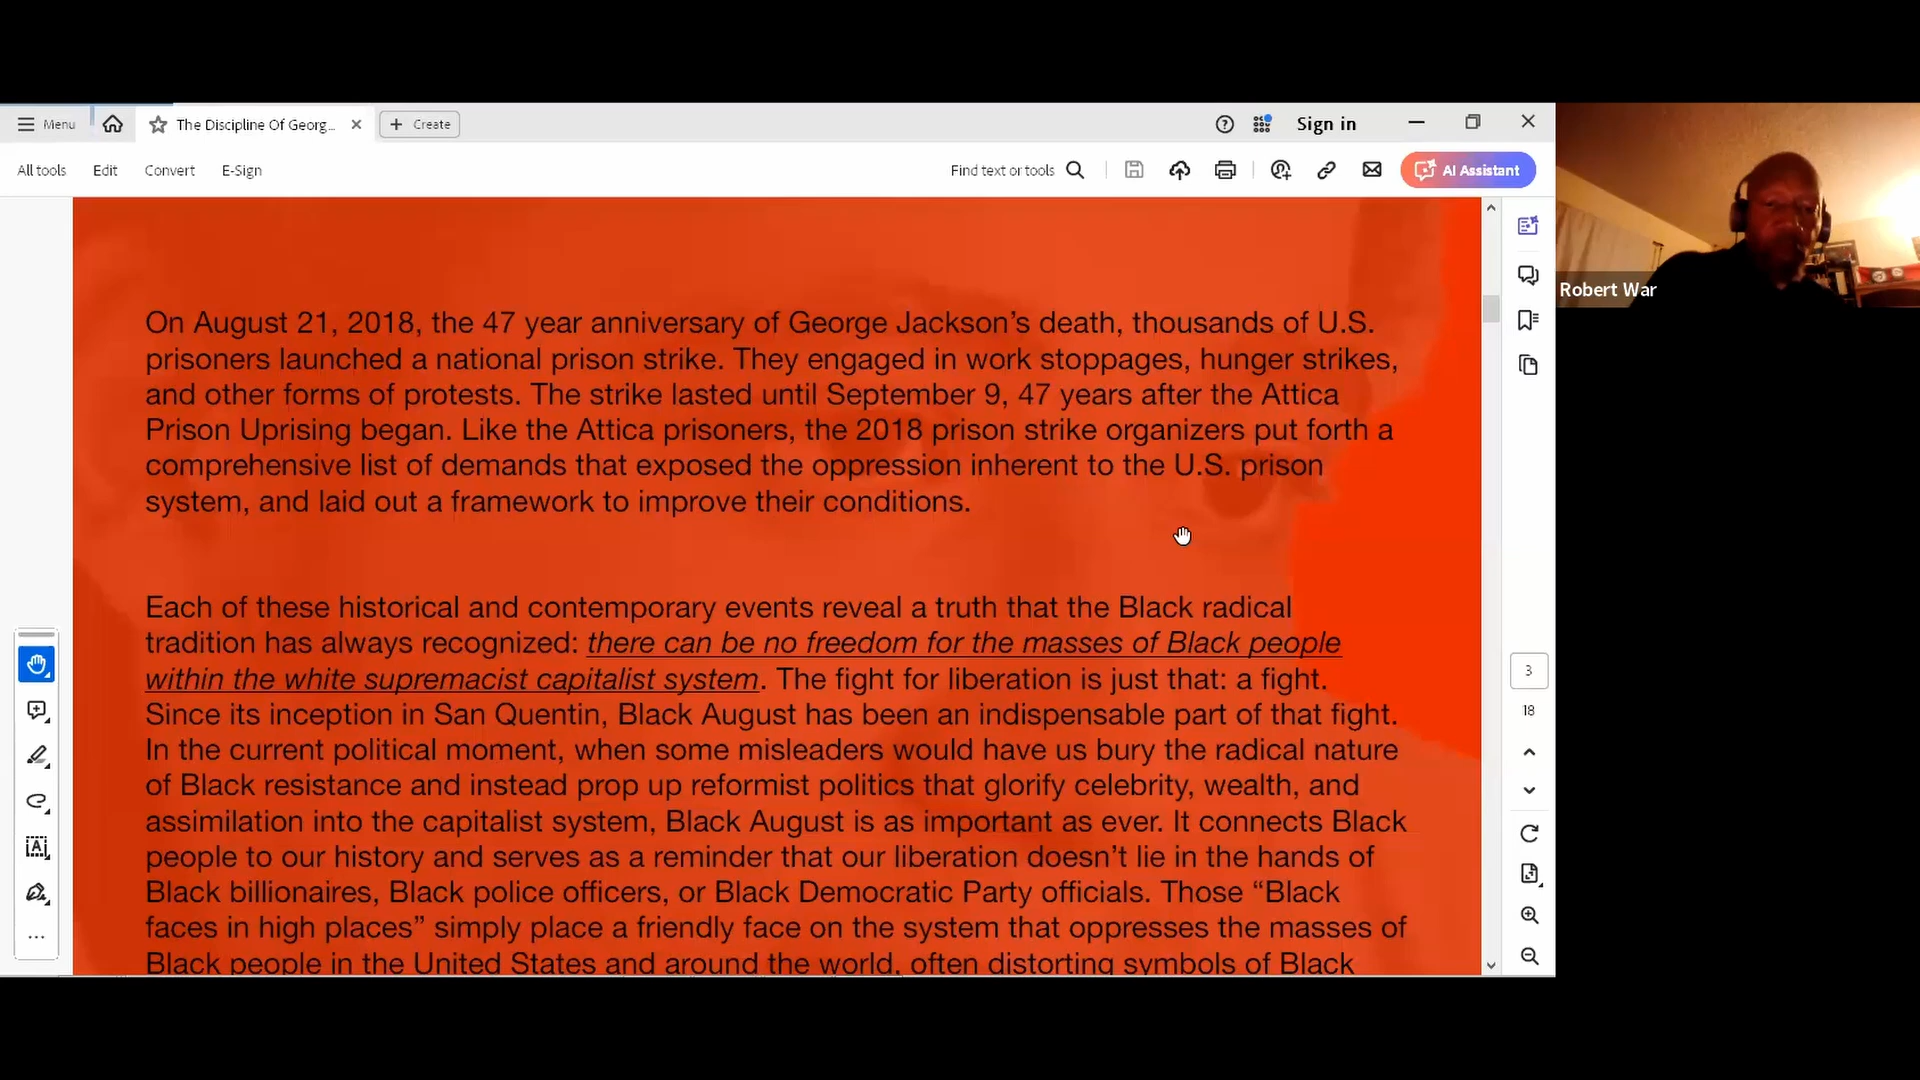 Menu
The Discipline Of Georg...
Create
Sign in
All tools
Edit
Convert
E-Sign
Find text or tools
AI Assistant
On August 21, 2018, the 47 year anniversary of George Jackson’s death, thousands of U.S.
prisoners launched a national prison strike. They engaged in work stoppages, hunger strikes,
and other forms of protests. The strike lasted until September 9, 47 years after the Attica
Prison Uprising began. Like the Attica prisoners, the 2018 prison strike organizers put forth a
comprehensive list of demands that exposed the oppression inherent to the U.S. prison
system, and laid out a framework to improve their conditions.
Each of these historical and contemporary events reveal a truth that the Black radical
tradition has always recognized: there can be no freedom for the masses of Black people
within the white supremacist capitalist system. The fight for liberation is just that: a fight.
Since its inception in San Quentin, Black August has been an indispensable part of that fight.
In the current political moment, when some misleaders would have us bury the radical nature
of Black resistance and instead prop up reformist politics that glorify celebrity, wealth, and
assimilation into the capitalist system, Black August is as important as ever. It connects Black
people to our history and serves as a reminder that our liberation doesn’t lie in the hands of
Black billionaires, Black police officers, or Black Democratic Party officials. Those “Black
faces in high places” simply place a friendly face on the system that oppresses the masses of
Black people in the United States and around the world, often distorting symbols of Black
3
18
Robert War